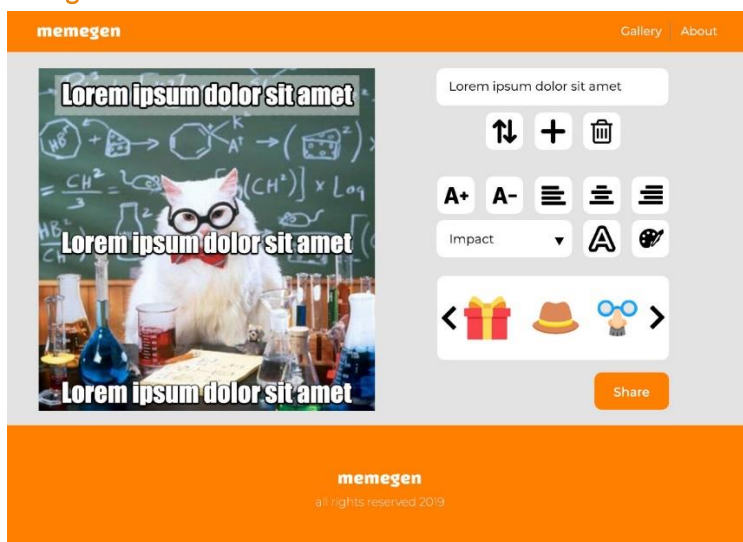 memegen
Gallery
About
Lorem ipsum dolor sit amet
Lorem ipsum dolor sit amet
Lorem ipsum dolor sit amet
Lorem ipsum dolor sit amet
A+
A-
Impact
A
Share
memegen
all rights reserved 2019